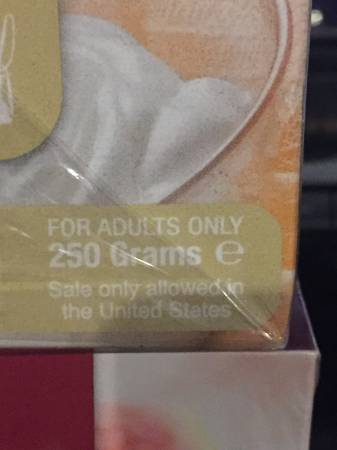 FOR ADULTS ONLY
250 Grams ℮
Sale only allowed in
the United States